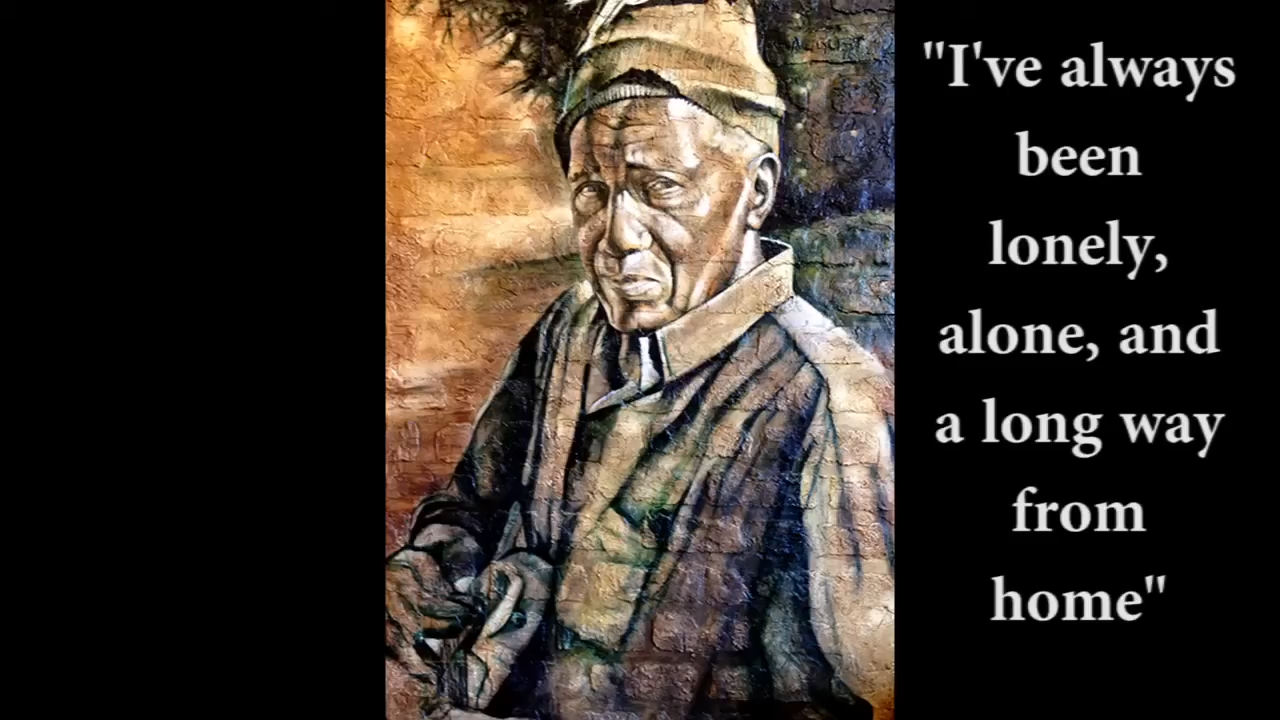 "I've always
been
lonely,
alone, and
a long way
from
home"